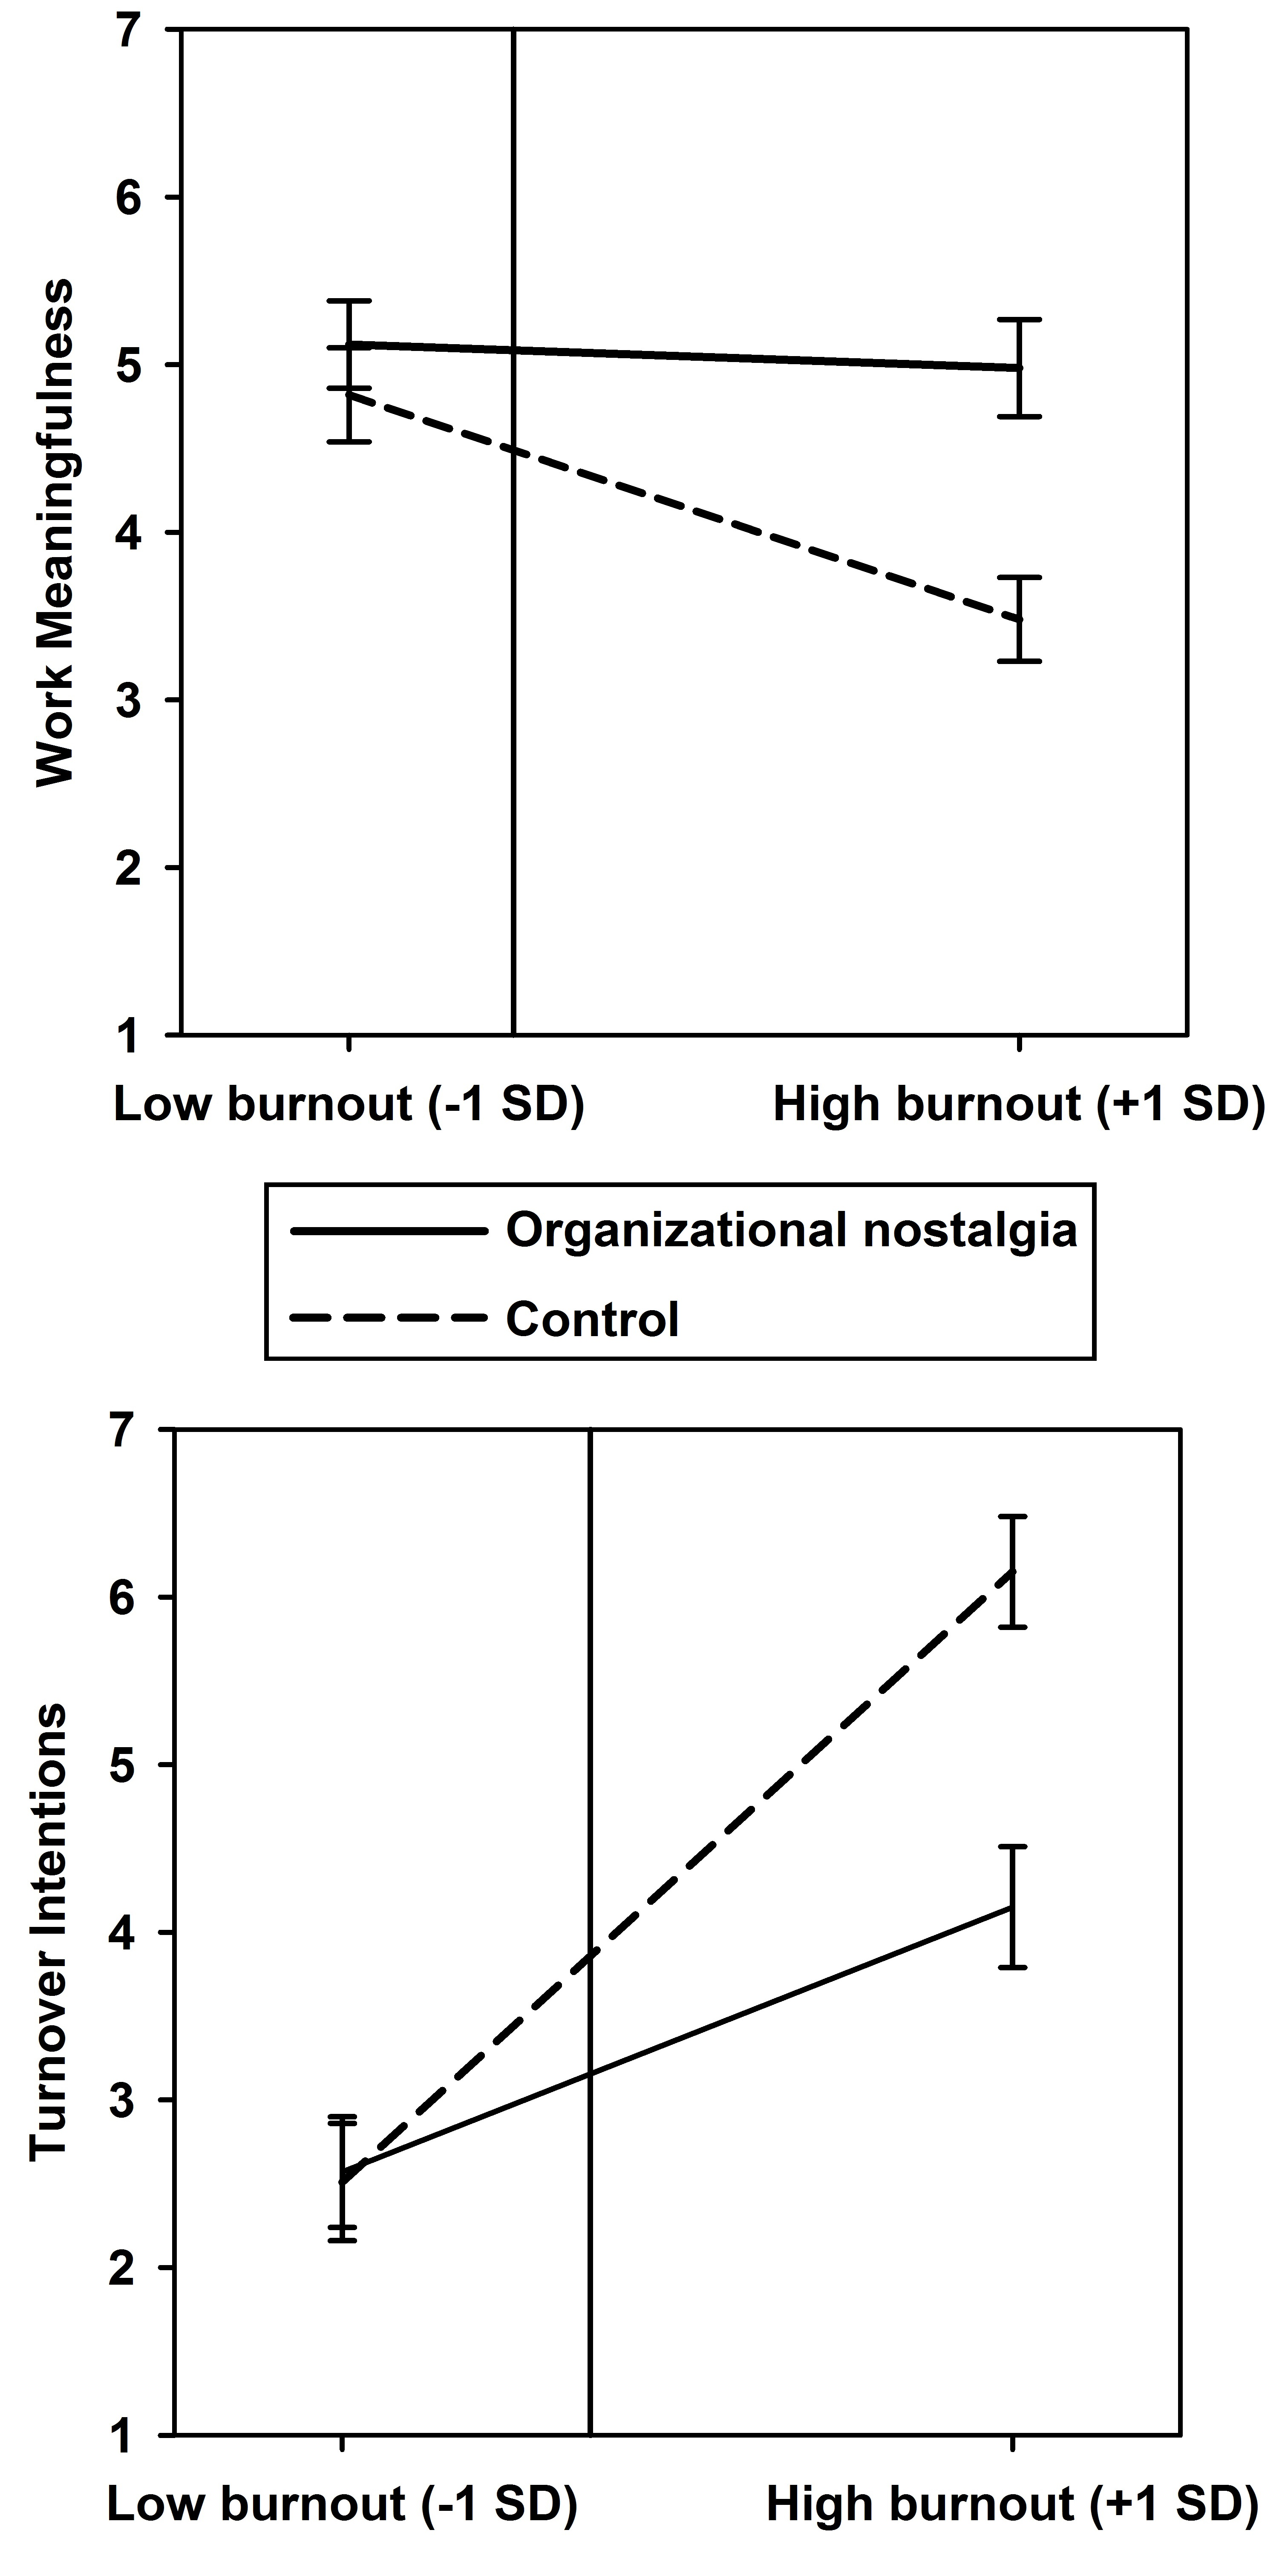 7
6
5
4
3
2
1
Work Meaningfulness
Low burnout (-1 SD)
High burnout (+1 SD)
Organizational nostalgia
Control
7
6
5
4
3
2
1
Turnover Intentions
Low burnout (-1 SD)
High burnout (+1 SD)